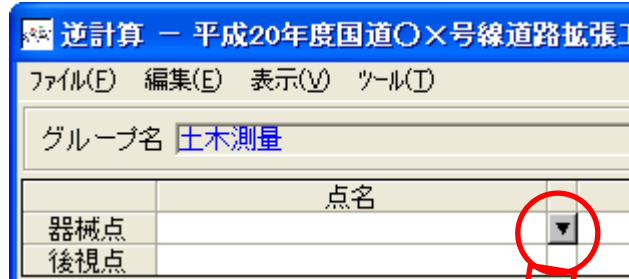 逆計算 － 平成20年度国道○×号線道路拡張工
ファイル(F) 編集(E) 表示(V) ツール(T)
グループ名 土木測量
点名
器械点
後視点